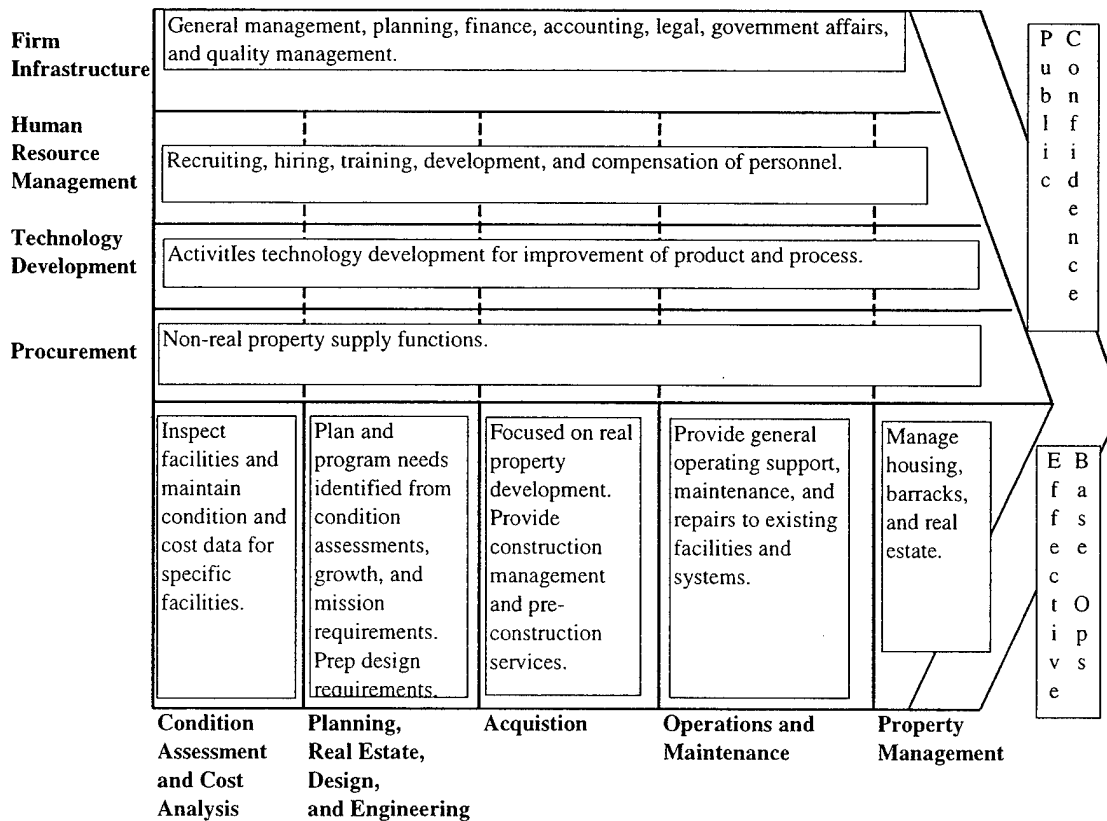 Firm
Infrastructure
General management, planning, finance, accounting, legal, government affairs,
and quality management.
Human
Resource
Management
Recruiting, hiring, training, development, and compensation of personnel.
Technology
Development
ActivitIes technology development for improvement of product and process.
Procurement
Non-real property supply functions.
Public
Confidence
Inspect
facilities and
maintain
condition and
cost data for
specific
facilities.
Plan and
program needs
identified from
condition
assessments,
growth, and
mission
requirements.
Prep design
requirements.
Focused on real
property
development.
Provide
construction
management
and pre-
construction
services.
Provide general
operating support,
maintenance, and
repairs to existing
facilities and
systems.
Manage
housing,
barracks,
and real
estate.
Effective
Base Ops
Condition
Assessment
and Cost
Analysis
Planning,
Real Estate,
Design,
and Engineering
Acquistion
Operations and
Maintenance
Property
Management